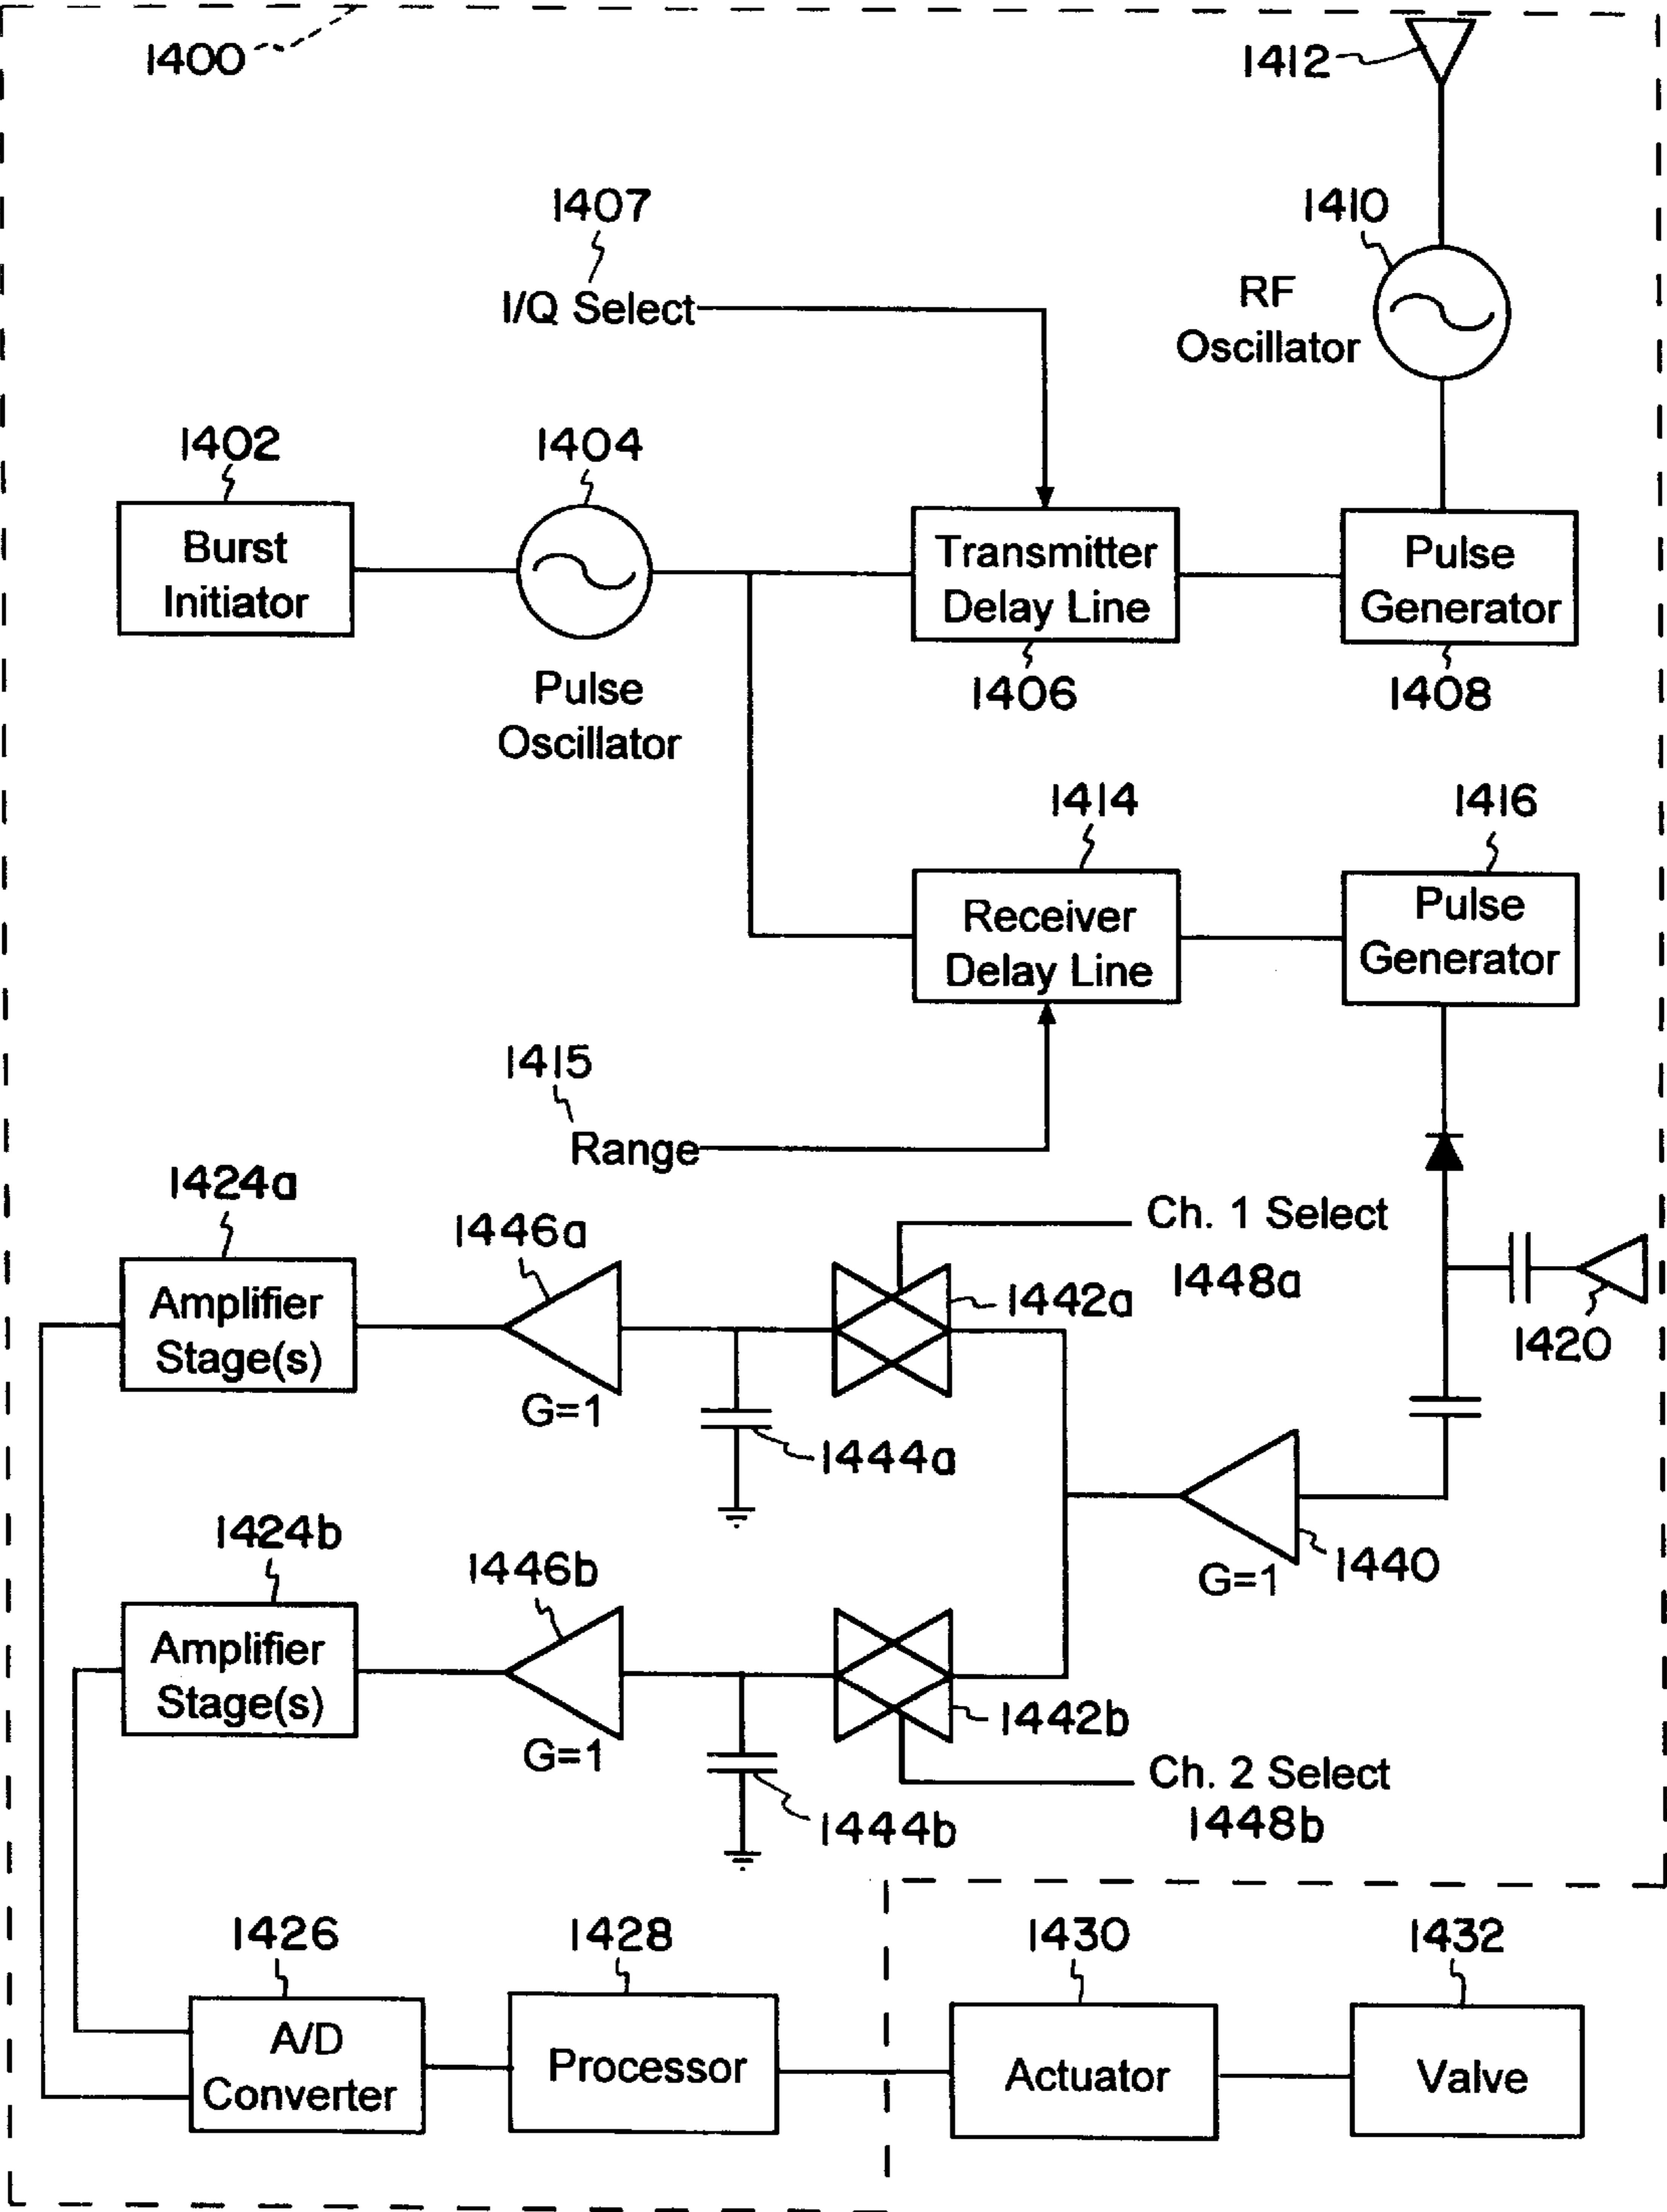 1400
1412
1407
I/Q Select
1410
RF
Oscillator
1402
Burst
Initiator
1404
Pulse
Oscillator
Transmitter
Delay Line
1406
Pulse
Generator
1408
1414
Receiver
Delay Line
1416
Pulse
Generator
1415
Range
1424a
Amplifier
Stage(s)
1446a
G=1
1444a
1442a
Ch. 1 Select
1448a
1420
1440
G=1
1424b
Amplifier
Stage(s)
1446b
G=1
1444b
1442b
Ch. 2 Select
1448b
1426
A/D
Converter
1428
Processor
1430
Actuator
1432
Valve